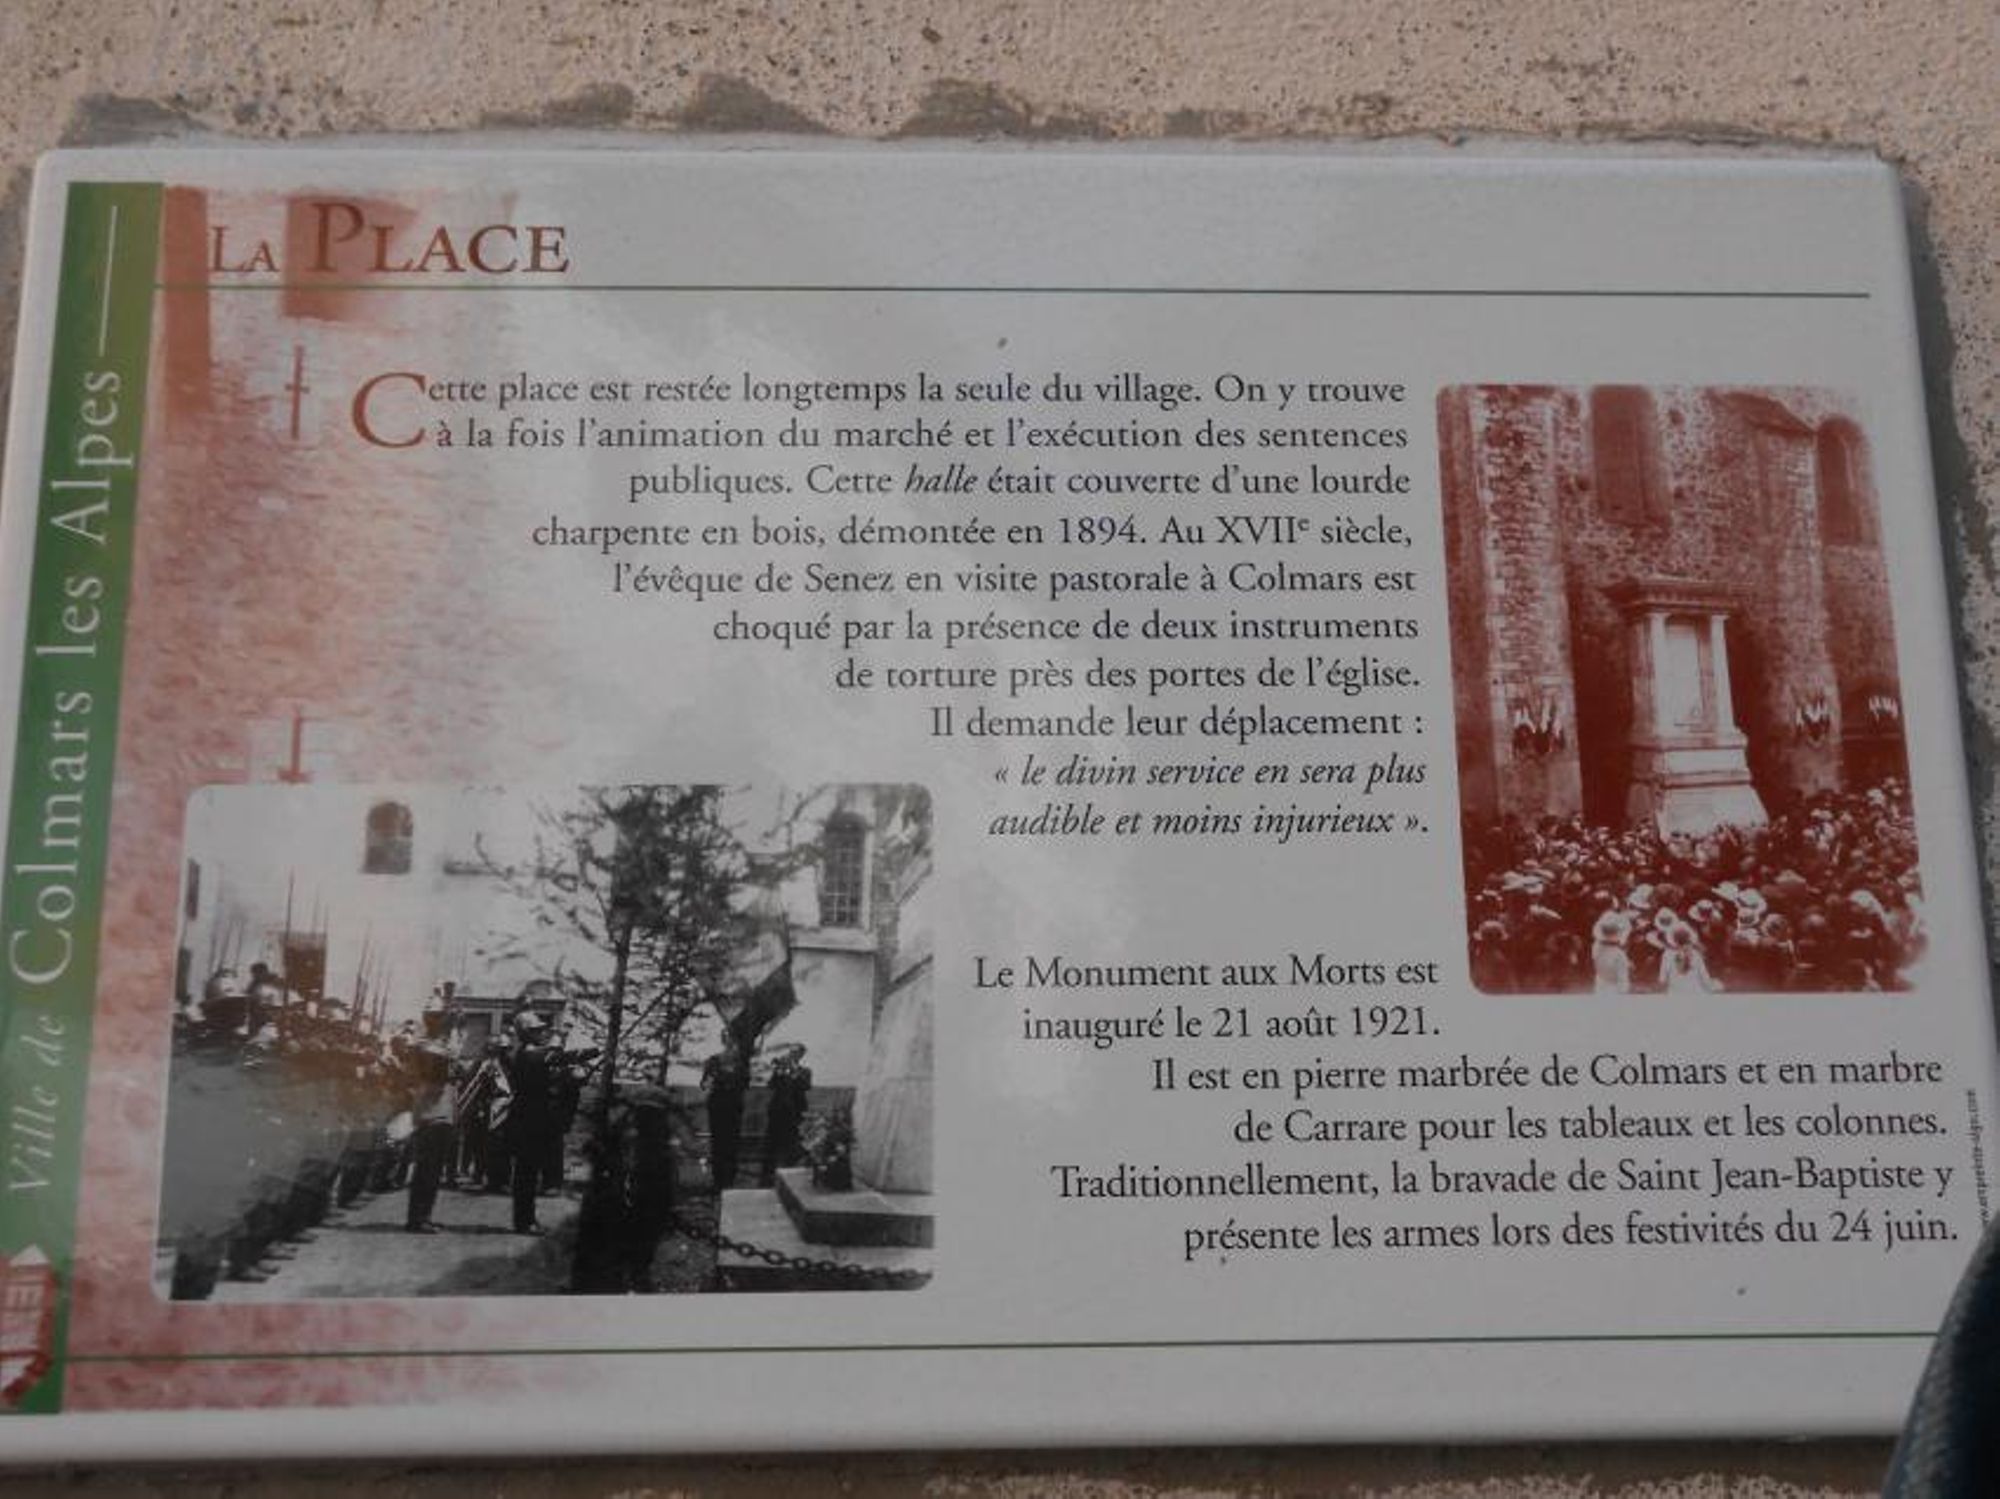 La Place
Ville de Colmars les Alpes
Cette place est restée longtemps la seule du village. On y trouve
à la fois l'animation du marché et l'exécution des sentences
publiques. Cette halle était couverte d'une lourde
charpente en bois, démontée en 1894. Au XVIIe siècle,
l'évêque de Senez en visite pastorale à Colmars est
choqué par la présence de deux instruments
de torture près des portes de l'église.
Il demande leur déplacement :
« le divin service en sera plus
audible et moins injurieux ».
Le Monument aux Morts est
inauguré le 21 août 1921.
Il est en pierre marbrée de Colmars et en marbre
de Carrare pour les tableaux et les colonnes.
Traditionnellement, la bravade de Saint Jean-Baptiste y
présente les armes lors des festivités du 24 juin.